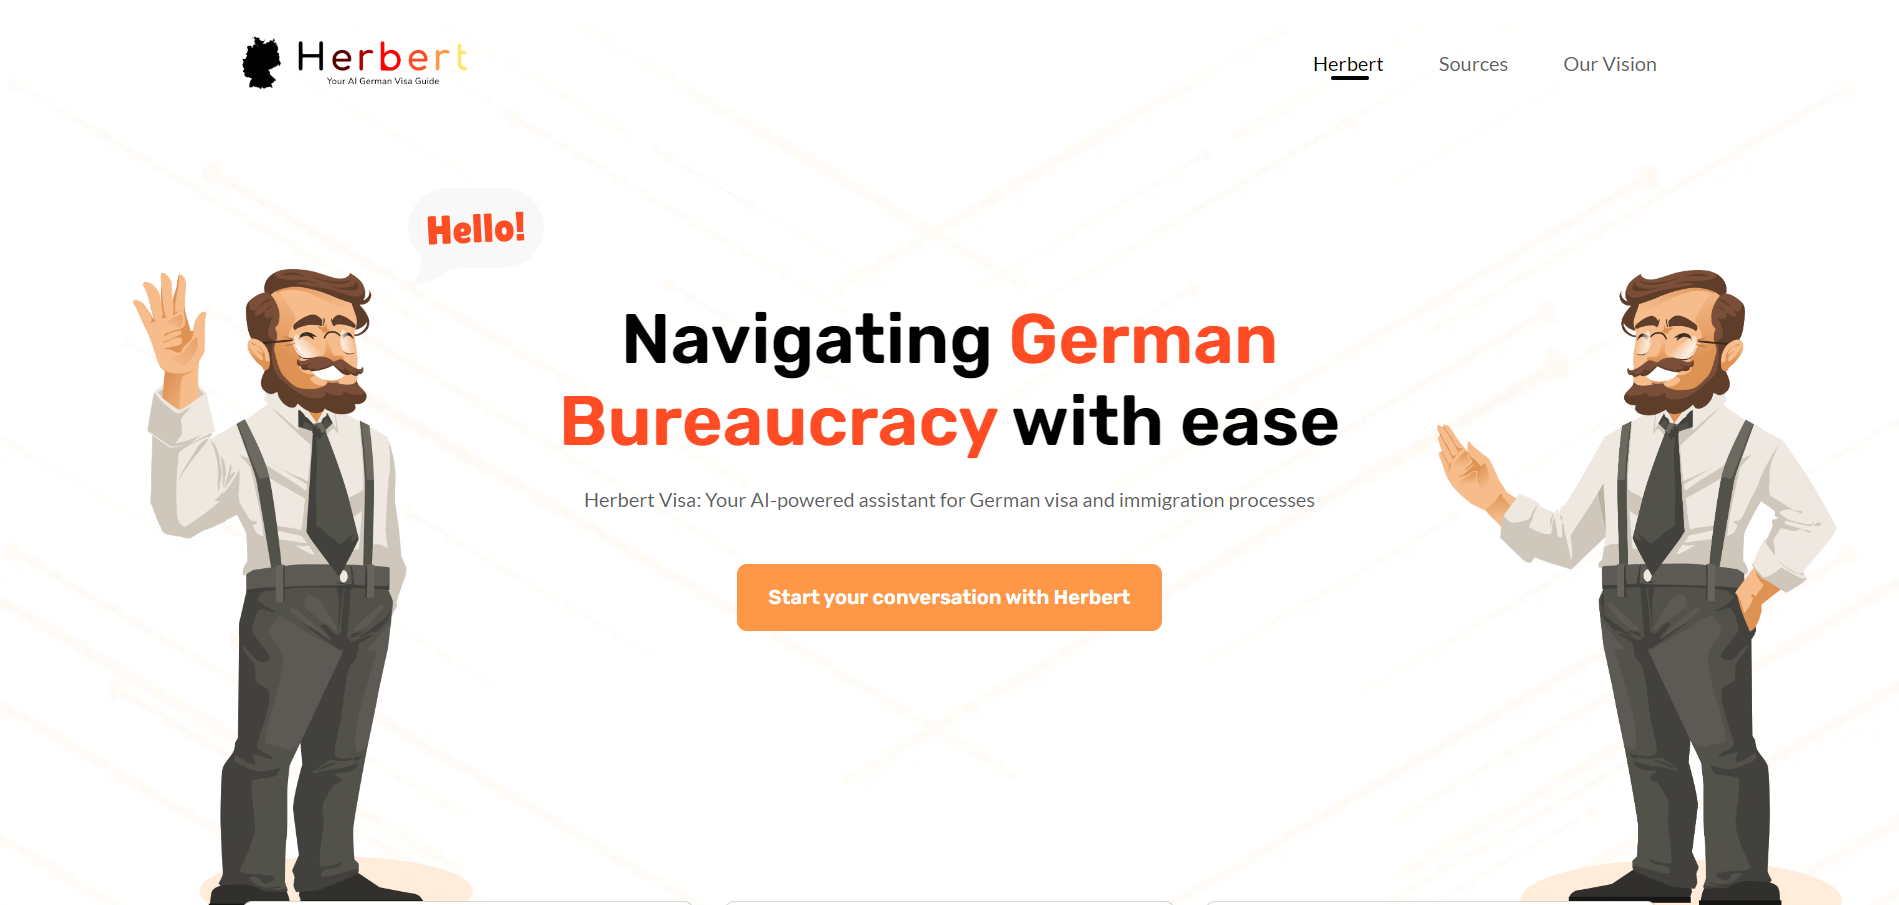 Herbert
Your AI German Visa Guide
Herbert
Sources
Our Vision
Hello!
Navigating German
Bureaucracy with ease
Herbert Visa: Your AI-powered assistant for German visa and immigration processes
Start your conversation with Herbert